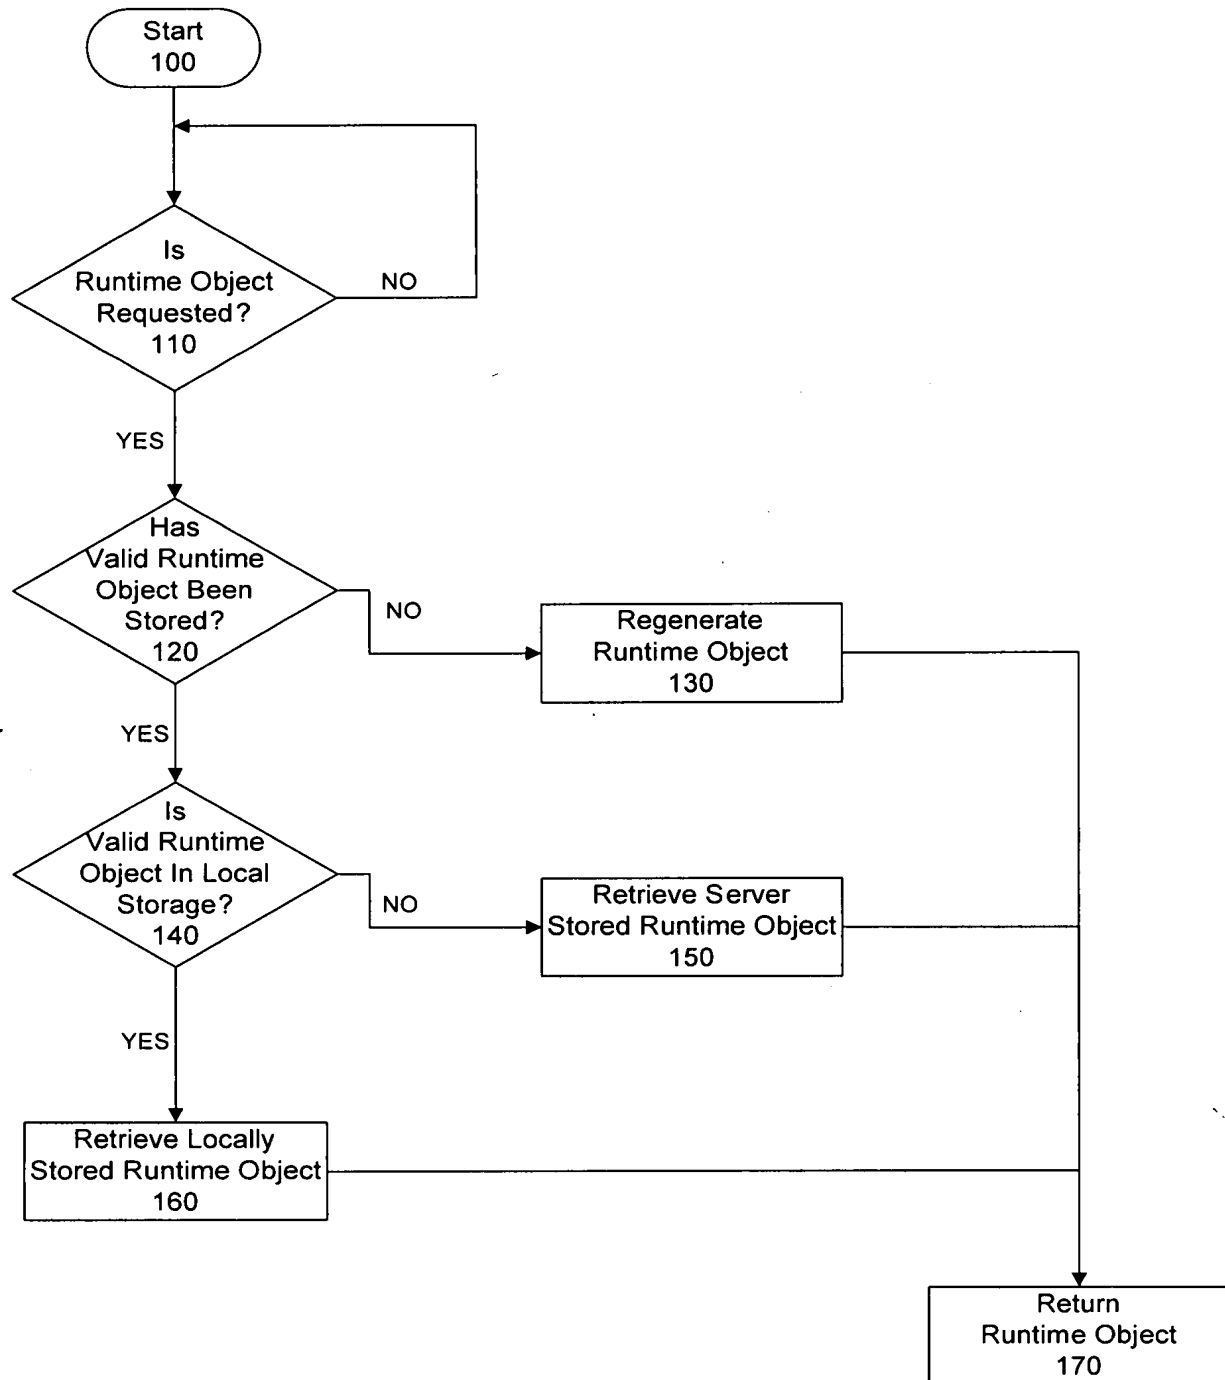 Start
100
Is
Runtime Object
Requested?
110
NO
YES
Has
Valid Runtime
Object Been
Stored?
120
NO
Regenerate
Runtime Object
130
YES
Is
Valid Runtime
Object In Local
Storage?
140
NO
Retrieve Server
Stored Runtime Object
150
YES
Retrieve Locally
Stored Runtime Object
160
Return
Runtime Object
170